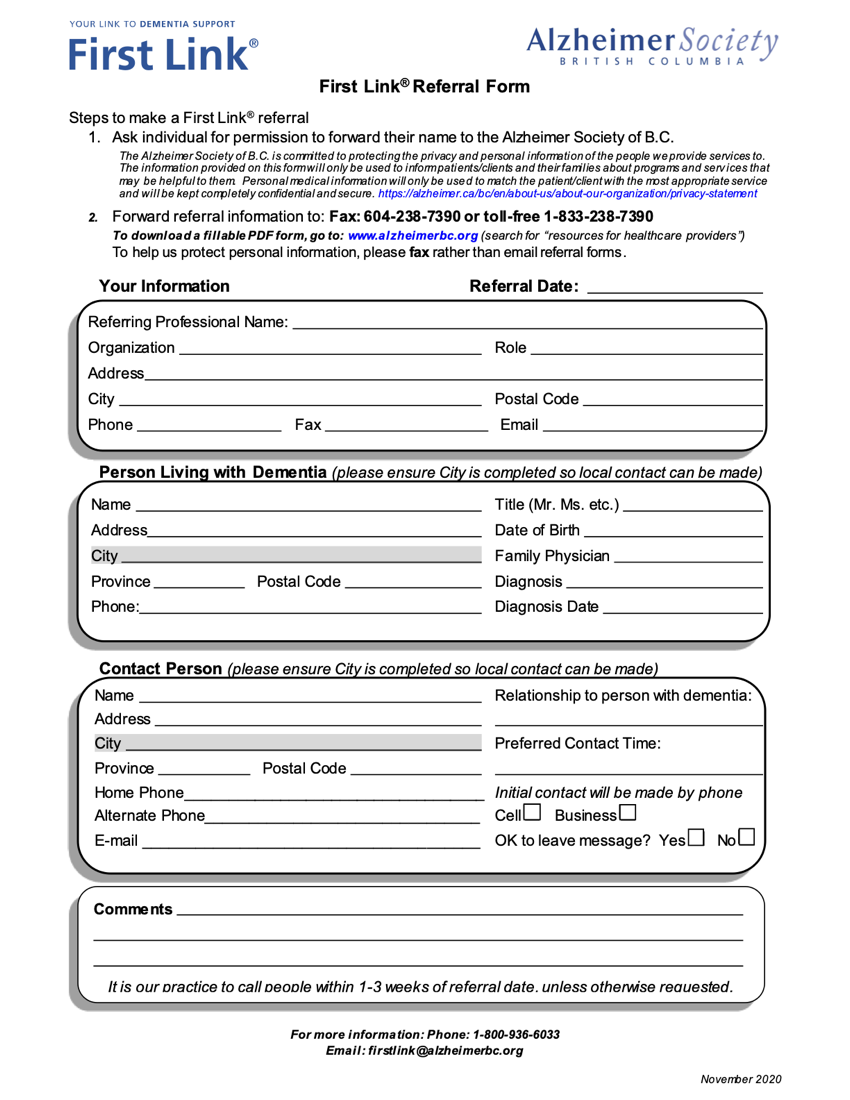 YOUR LINK TO DEMENTIA SUPPORT
First Link®
Alzheimer Society
BRITISH COLUMBIA
First Link® Referral Form
Steps to make a First Link® referral
1. Ask individual for permission to forward their name to the Alzheimer Society of B.C.
The Alzheimer Society of B.C. is committed to protecting the privacy and personal information of the people we provide services to.
The information provided on this form will only be used to inform patients/clients and their families about programs and services that
may be helpful to them. Personal medical information will only be used to match the patient/client with the most appropriate service
and will be kept completely confidential and secure. https://alzheimer.ca/bc/en/about-us/about-our-organization/privacy-statement
2. Forward referral information to: Fax: 604-238-7390 or toll-free 1-833-238-7390
To download a fillable PDF form, go to: www.alzheimerbc.org (search for “resources for healthcare providers”)
To help us protect personal information, please fax rather than email referral forms.
Your Information Referral Date: 
Referring Professional Name:
Organization Role
Address
City Postal Code
Phone Fax Email
Person Living with Dementia (please ensure City is completed so local contact can be made)
Name Title (Mr. Ms. etc.)
Address Date of Birth
City Family Physician
Province Postal Code Diagnosis
Phone: Diagnosis Date
Contact Person (please ensure City is completed so local contact can be made)
Name Relationship to person with dementia:
Address
City Preferred Contact Time:
Province Postal Code
Home Phone Initial contact will be made by phone
Alternate Phone Cell Business
E-mail OK to leave message? Yes No
Comments
It is our practice to call people within 1-3 weeks of referral date, unless otherwise requested.
For more information: Phone: 1-800-936-6033
Email: firstlink@alzheimerbc.org
November 2020